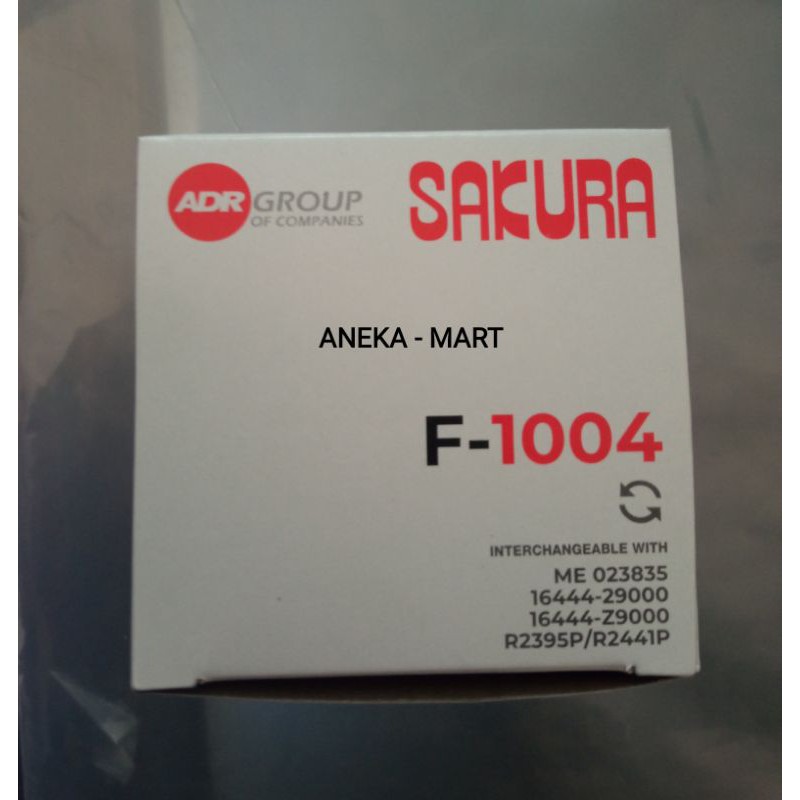 ADR GROUP
OF COMPANIES
SAKURA
ANEKA - MART
F-1004
INTERCHANGEABLE WITH
ME 023835
16444-29000
16444-Z9000
R2395P/R2441P